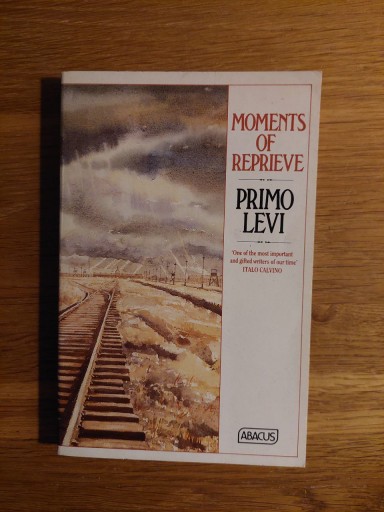 MOMENTS
OF
REPRIEVE
PRIMO
LEVI
'One of the most important
and gifted writers of our time'
ITALO CALVINO
ABACUS